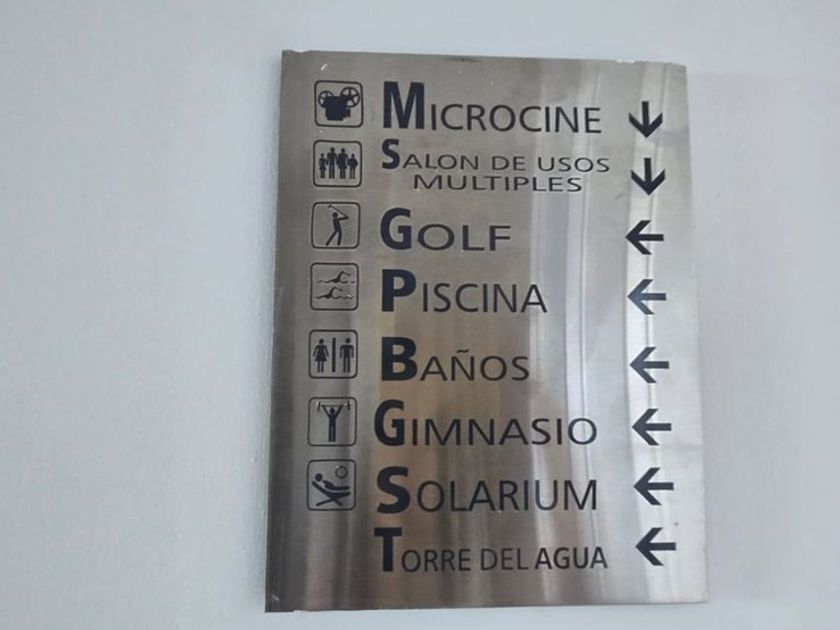 MICROCINE
SALON DE USOS
MULTIPLES
GOLF
PISCINA
BAÑOS
GIMNASIO
SOLARIUM
TORRE DEL AGUA